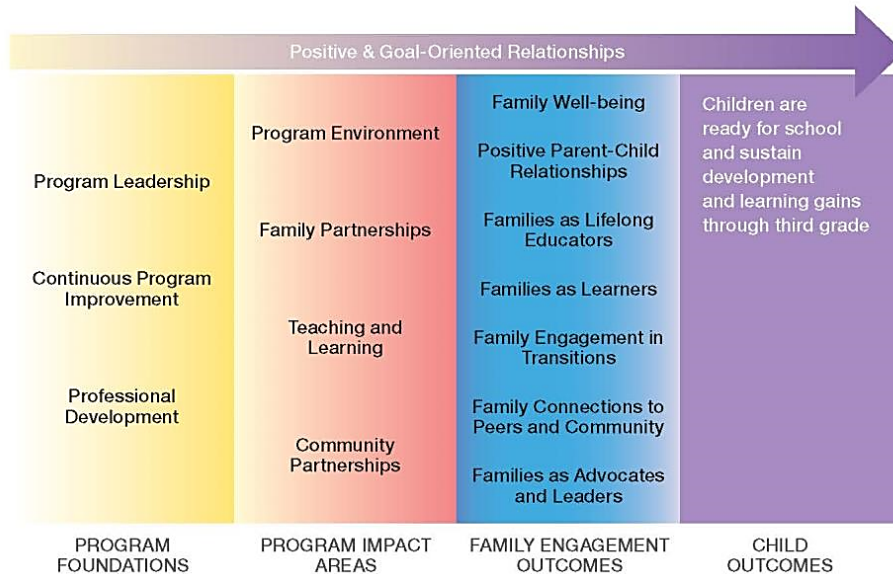 Positive & Goal-Oriented Relationships
Program Leadership
Continuous Program
Improvement
Professional
Development
PROGRAM
FOUNDATIONS
Program Environment
Family Partnerships
Teaching and
Learning
Community
Partnerships
PROGRAM IMPACT
AREAS
Family Well-being
Positive Parent-Child
Relationships
Families as Lifelong
Educators
Families as Learners
Family Engagement in
Transitions
Family Connections to
Peers and Community
Families as Advocates
and Leaders
FAMILY ENGAGEMENT
OUTCOMES
Children are
ready for school
and sustain
development
and learning gains
through third grade
CHILD
OUTCOMES